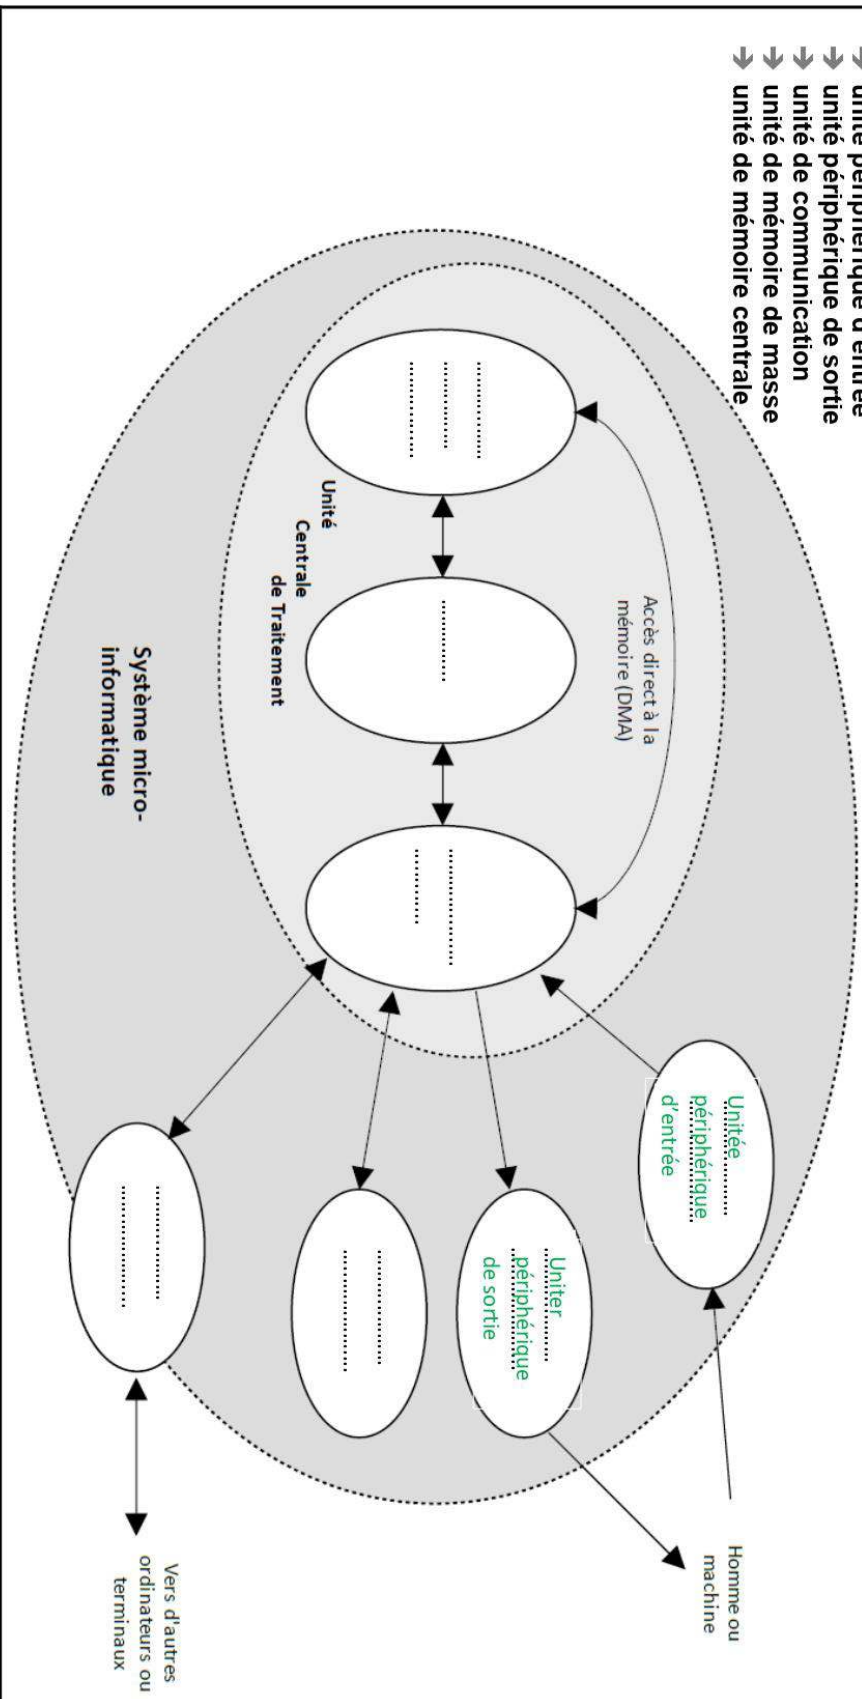 unité périphérique d'entrée
unité périphérique de sortie
unité de communication
unité de mémoire de masse
unité de mémoire centrale
Accès direct à la
mémoire (DMA)
Unité
Centrale
de Traitement
Système micro-
informatique
Unitée
périphérique
d'entrée
Uniter
périphérique
de sortie
Homme ou
machine
Vers d'autres
ordinateurs ou
terminaux